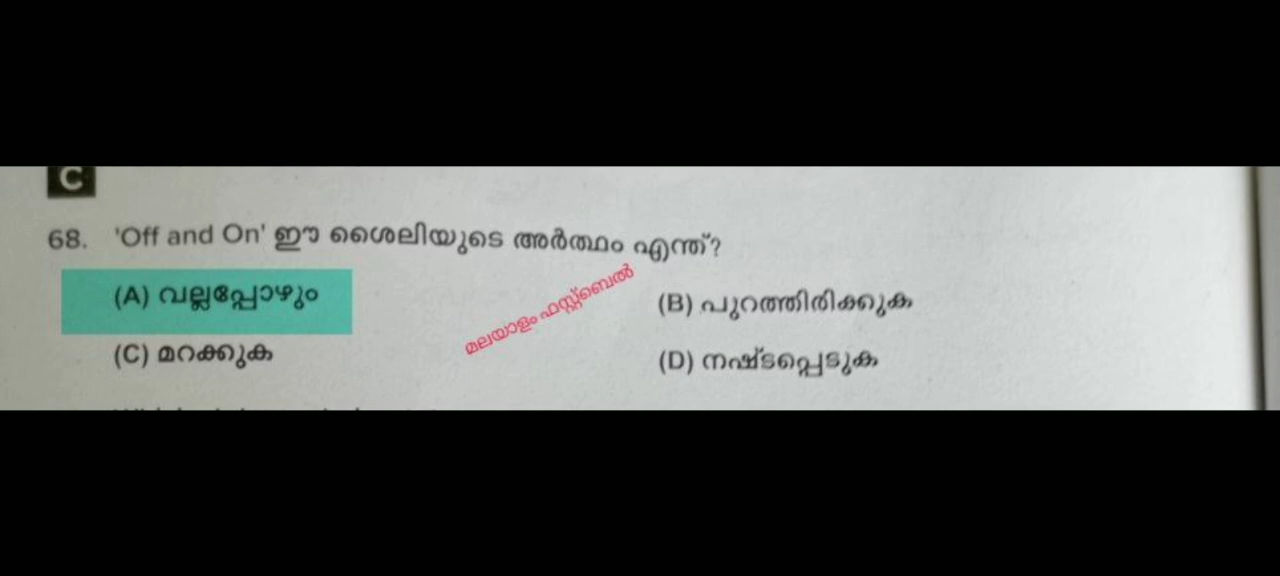 C
68. 'Off and On' ഈ ശൈലിയുടെ അർത്ഥം എന്ത്?
(A) വല്ലപ്പോഴും
(B) പുറത്തിരിക്കുക
മലയാളം ഫസ്റ്റ്ബെൽ
(C) മറക്കുക
(D) നഷ്ടപ്പെടുക